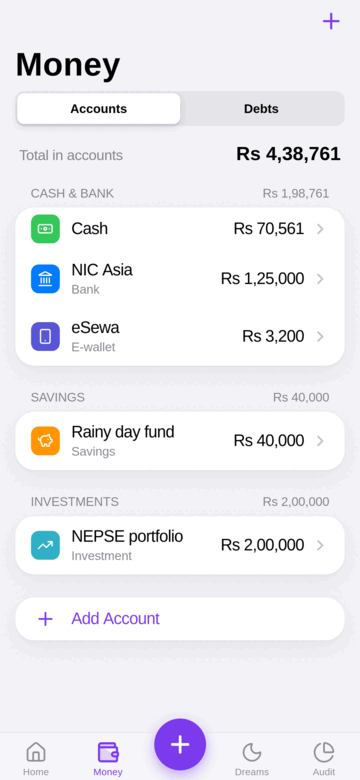 Money
Accounts Debts
Total in accounts Rs 4,38,761
CASH & BANK Rs 1,98,761
Cash Rs 70,561
NIC Asia
Bank
Rs 1,25,000
eSewa
E-wallet
Rs 3,200
SAVINGS Rs 40,000
Rainy day fund
Savings
Rs 40,000
INVESTMENTS Rs 2,00,000
NEPSE portfolio
Investment
Rs 2,00,000
Add Account
Home Money Dreams Audit